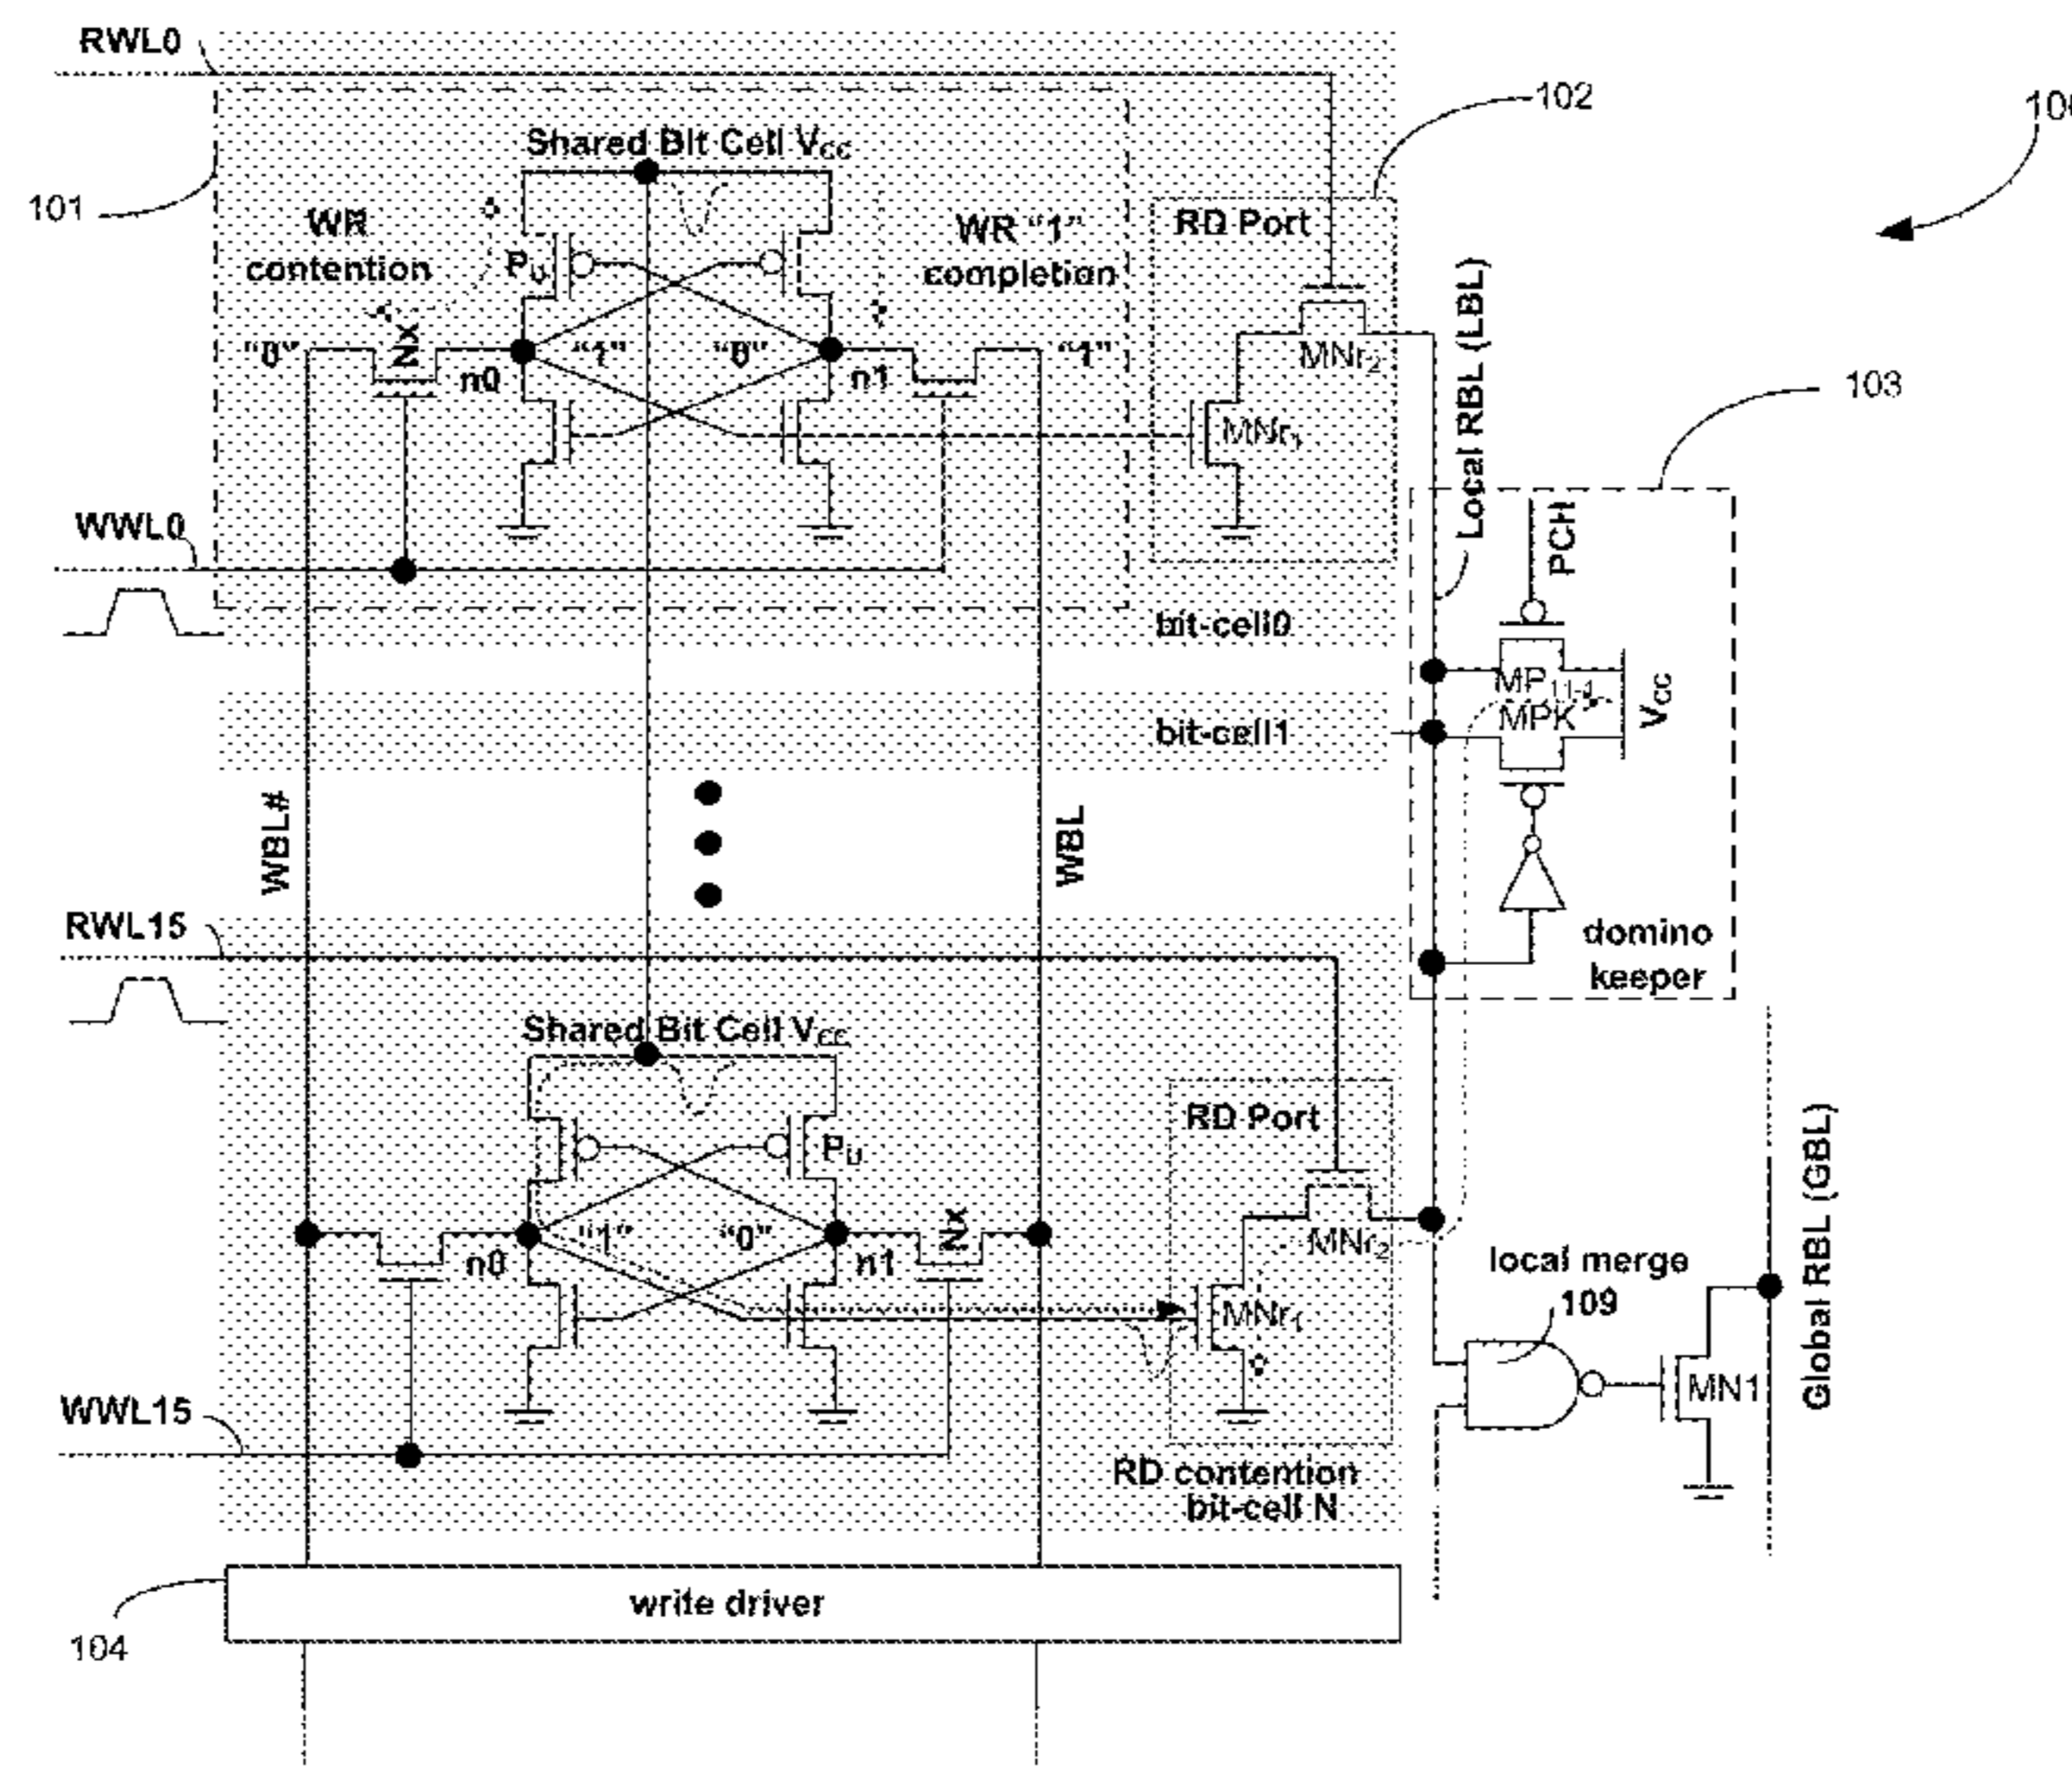 RWL0
102
100
Shared Bit Cell VCC
101
WR
contention
WR “1”
completion
RD Port
PU
Local RBL (LBL)
“0”
Nx
n0
“1”
“0”
n1
“1”
MNr2
103
MNr1
WWL0
PCH
bit-cell0
MPK
VCC
bit-cell1
WBL#
WBL
RWL15
domino
keeper
Shared Bit Cell VCC
RD Port
PU
Global RBL (GBL)
“1”
“0”
Nx
n0
n1
MNr2
local merge
109
MNr1
MN1
WWL15
RD contention
bit-cell N
write driver
104